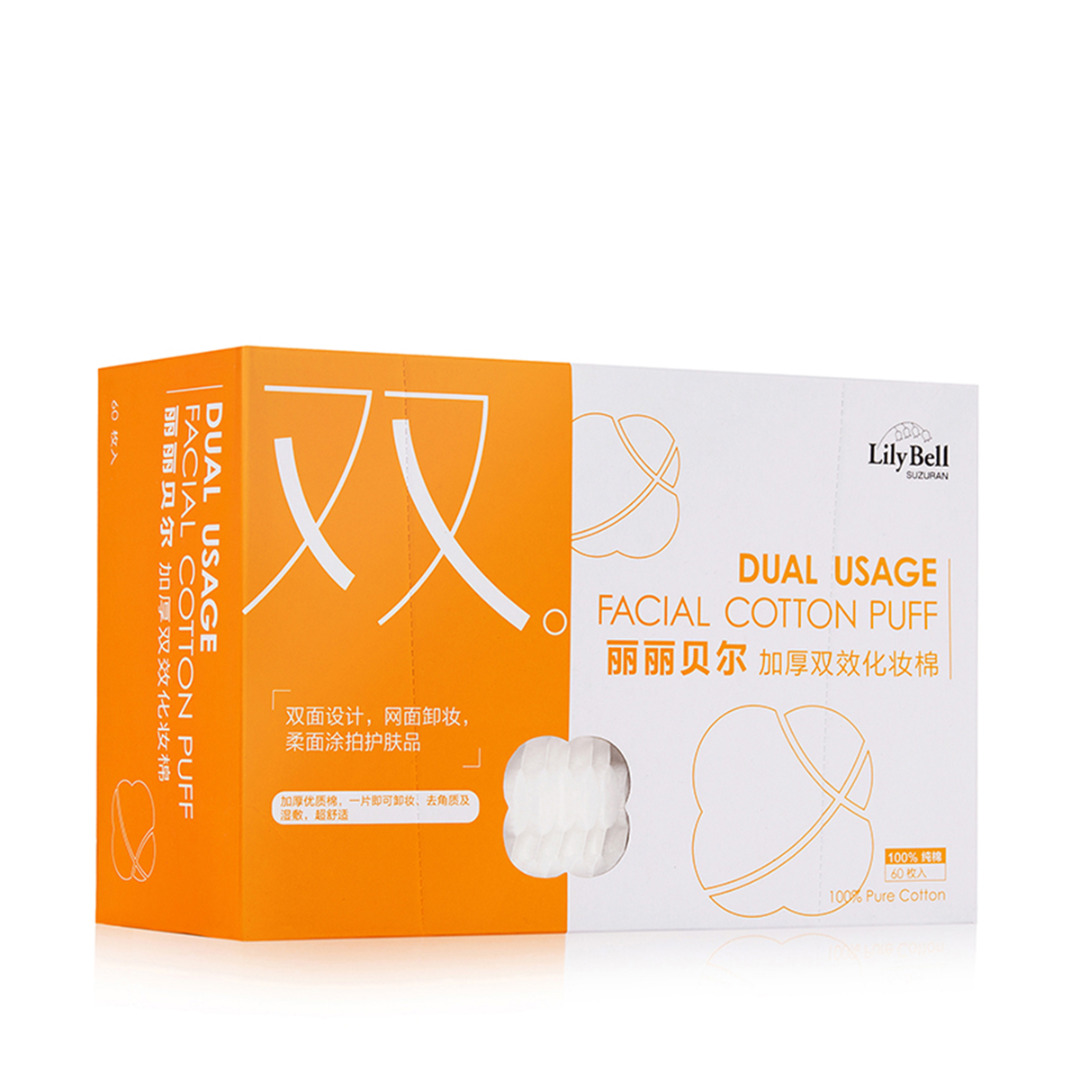 60 枚入
DUAL USAGE
FACIAL COTTON PUFF
丽丽贝尔 加厚双效化妆棉
双。
双面设计，网面卸妆，
柔面涂拍护肤品
加厚优质棉，一片即可卸妆、去角质及
湿敷，超舒适
Lily Bell
SUZURAN
DUAL USAGE
FACIAL COTTON PUFF
丽丽贝尔 加厚双效化妆棉
100% 纯棉
60 枚入
100% Pure Cotton